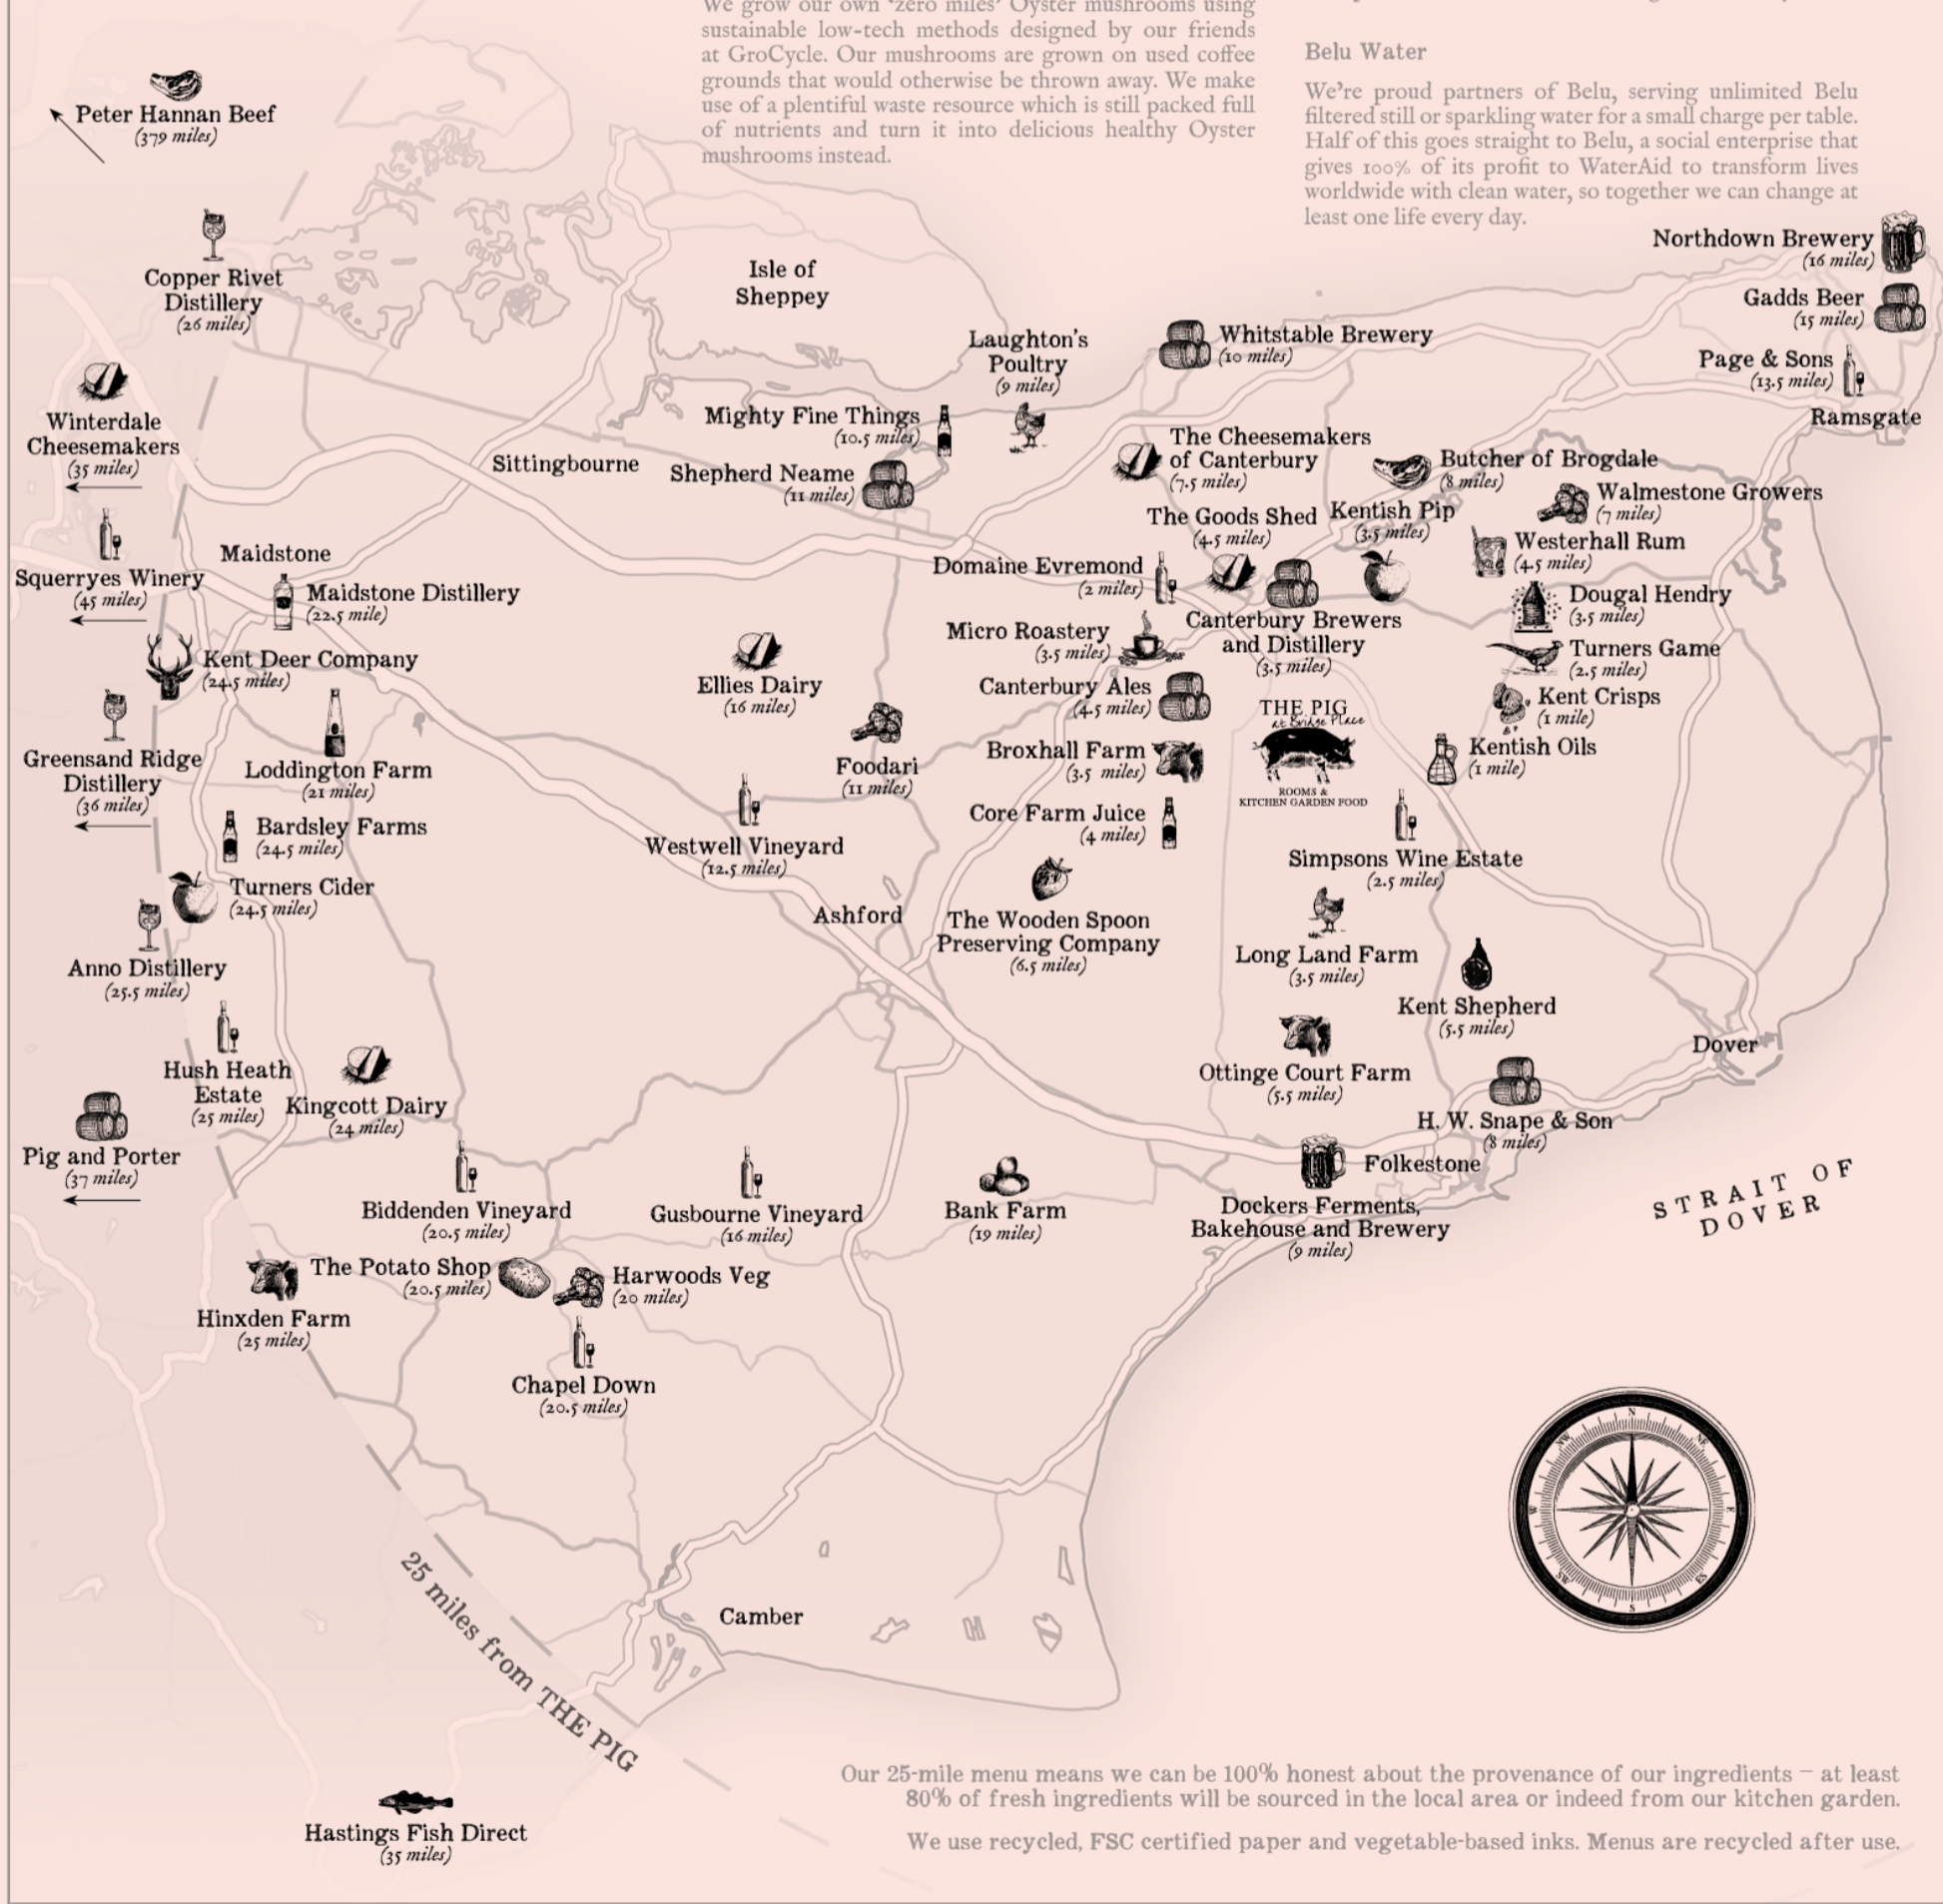 We grow our own 'zero miles' Oyster mushrooms using
sustainable low-tech methods designed by our friends
at GroCycle. Our mushrooms are grown on used coffee
grounds that would otherwise be thrown away. We make
use of a plentiful waste resource which is still packed full
of nutrients and turn it into delicious healthy Oyster
mushrooms instead.
Belu Water
We're proud partners of Belu, serving unlimited Belu
filtered still or sparkling water for a small charge per table.
Half of this goes straight to Belu, a social enterprise that
gives 100% of its profit to WaterAid to transform lives
worldwide with clean water, so together we can change at
least one life every day.
Peter Hannan Beef
(379 miles)
Copper Rivet
Distillery
(26 miles)
Isle of
Sheppey
Northdown Brewery
(16 miles)
Gadds Beer
(15 miles)
Page & Sons
(13.5 miles)
Ramsgate
Whitstable Brewery
(10 miles)
Laughton's
Poultry
(9 miles)
Mighty Fine Things
(10.5 miles)
Shepherd Neame
(11 miles)
Sittingbourne
Winterdale
Cheesemakers
(35 miles)
The Cheesemakers
of Canterbury
(7.5 miles)
Butcher of Brogdale
(8 miles)
Walmestone Growers
(7 miles)
The Goods Shed
(4.5 miles)
Kentish Pip
(3.5 miles)
Westerhall Rum
(4.5 miles)
Maidstone
Squerryes Winery
(45 miles)
Maidstone Distillery
(22.5 mile)
Domaine Evremond
(2 miles)
Dougal Hendry
(3.5 miles)
Canterbury Brewers
and Distillery
(3.5 miles)
Micro Roastery
(3.5 miles)
Turners Game
(2.5 miles)
Kent Deer Company
(24.5 miles)
Ellies Dairy
(16 miles)
Canterbury Ales
(4.5 miles)
Kent Crisps
(1 mile)
THE PIG
at Bridge Place
ROOMS &
KITCHEN GARDEN FOOD
Kentish Oils
(1 mile)
Greensand Ridge
Distillery
(36 miles)
Loddington Farm
(21 miles)
Foodari
(11 miles)
Broxhall Farm
(3.5 miles)
Core Farm Juice
(4 miles)
Bardsley Farms
(24.5 miles)
Westwell Vineyard
(12.5 miles)
Simpsons Wine Estate
(2.5 miles)
Turners Cider
(24.5 miles)
Ashford
The Wooden Spoon
Preserving Company
(6.5 miles)
Long Land Farm
(3.5 miles)
Anno Distillery
(25.5 miles)
Kent Shepherd
(5.5 miles)
Dover
Hush Heath
Estate
(25 miles)
Kingcott Dairy
(24 miles)
Ottinge Court Farm
(5.5 miles)
H. W. Snape & Son
(8 miles)
Pig and Porter
(37 miles)
Folkestone
Biddenden Vineyard
(20.5 miles)
Gusbourne Vineyard
(16 miles)
Bank Farm
(19 miles)
Dockers Ferments,
Bakehouse and Brewery
(9 miles)
STRAIT OF
DOVER
The Potato Shop
(20.5 miles)
Harwoods Veg
(20 miles)
Hinxden Farm
(25 miles)
Chapel Down
(20.5 miles)
N
NE
E
ES
S
SW
W
NW
25 miles from THE PIG
Camber
Hastings Fish Direct
(35 miles)
Our 25-mile menu means we can be 100% honest about the provenance of our ingredients – at least
80% of fresh ingredients will be sourced in the local area or indeed from our kitchen garden.
We use recycled, FSC certified paper and vegetable-based inks. Menus are recycled after use.